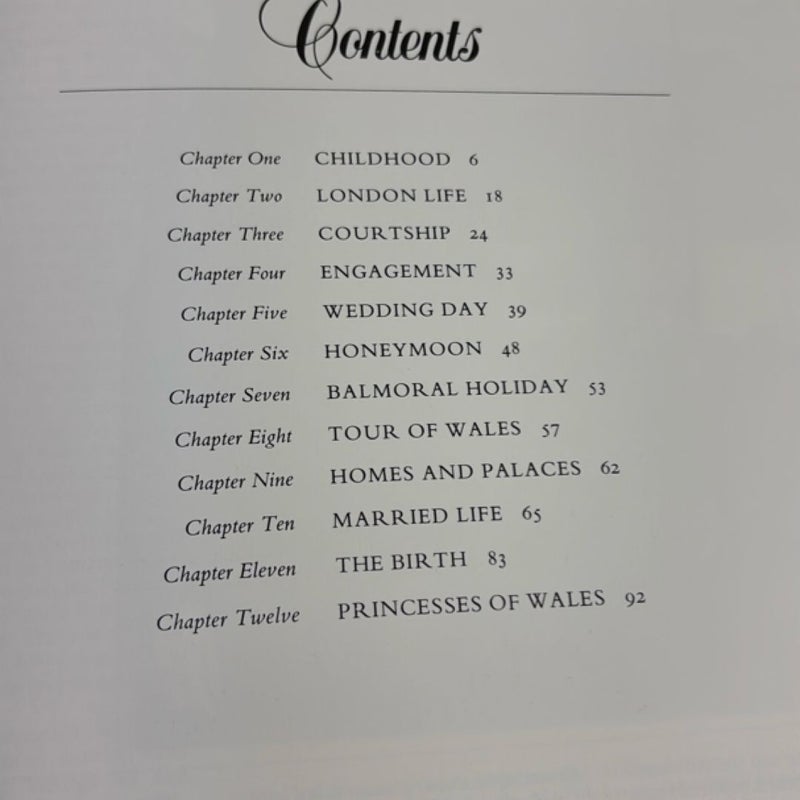 Contents
Chapter One CHILDHOOD 6
Chapter Two LONDON LIFE 18
Chapter Three COURTSHIP 24
Chapter Four ENGAGEMENT 33
Chapter Five WEDDING DAY 39
Chapter Six HONEYMOON 48
Chapter Seven BALMORAL HOLIDAY 53
Chapter Eight TOUR OF WALES 57
Chapter Nine HOMES AND PALACES 62
Chapter Ten MARRIED LIFE 65
Chapter Eleven THE BIRTH 83
Chapter Twelve PRINCESSES OF WALES 92